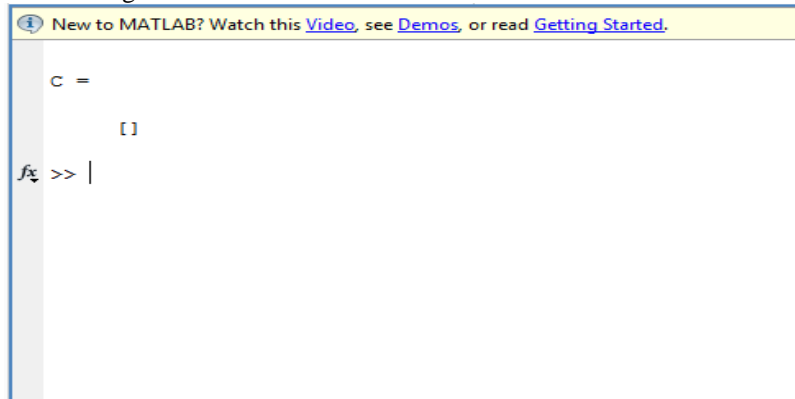 New to MATLAB? Watch this Video, see Demos, or read Getting Started.
C =
[]
fx >>